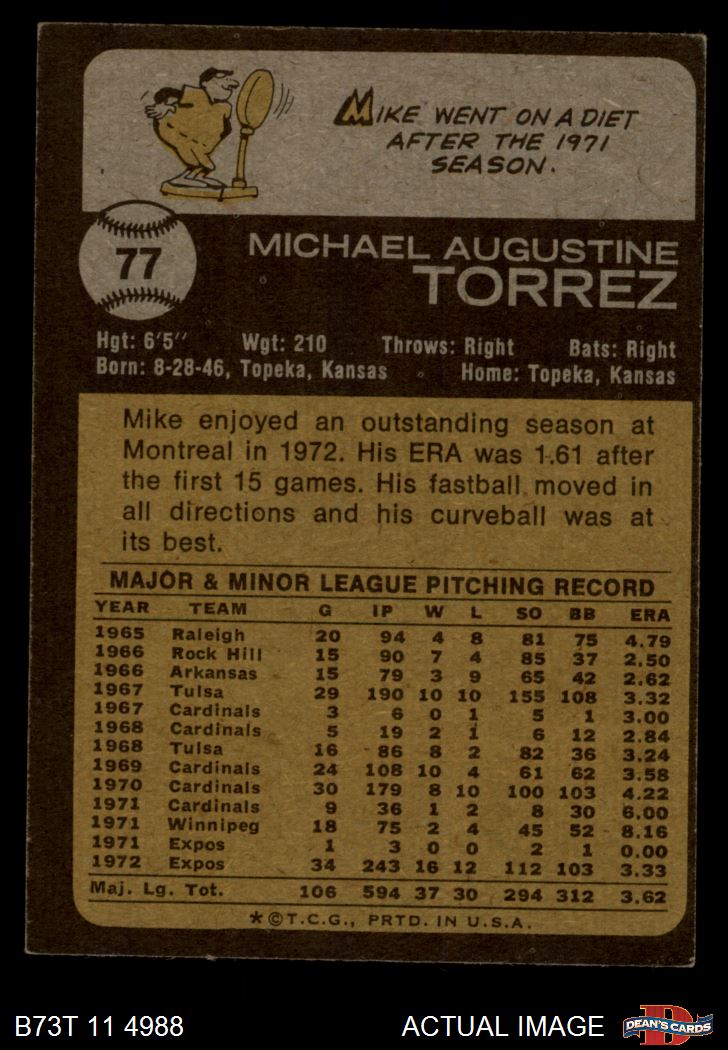 MIKE WENT ON A DIET
AFTER THE 1971
SEASON.
77
MICHAEL AUGUSTINE
TORREZ
Hgt: 6'5" Wgt: 210 Throws: Right Bats: Right
Born: 8-28-46, Topeka, Kansas Home: Topeka, Kansas
Mike enjoyed an outstanding season at
Montreal in 1972. His ERA was 1.61 after
the first 15 games. His fastball moved in
all directions and his curveball was at
its best.
MAJOR & MINOR LEAGUE PITCHING RECORD
YEAR TEAM G IP W L SO BB ERA
1965 Raleigh 20 94 4 8 81 75 4.79
1966 Rock Hill 15 90 7 4 85 37 2.50
1966 Arkansas 15 79 3 9 65 42 2.62
1967 Tulsa 29 190 10 10 155 108 3.32
1967 Cardinals 3 6 0 1 5 1 3.00
1968 Cardinals 5 19 2 1 6 12 2.84
1968 Tulsa 16 86 8 2 82 36 3.24
1969 Cardinals 24 108 10 4 61 62 3.58
1970 Cardinals 30 179 8 10 100 103 4.22
1971 Cardinals 9 36 1 2 8 30 6.00
1971 Winnipeg 18 75 2 4 45 52 8.16
1971 Expos 1 3 0 0 2 1 0.00
1972 Expos 34 243 16 12 112 103 3.33
Maj. Lg. Tot. 106 594 37 30 294 312 3.62
*©T.C.G., PRTD. IN U.S.A.
B73T 11 4988 ACTUAL IMAGE DEAN'S CARDS